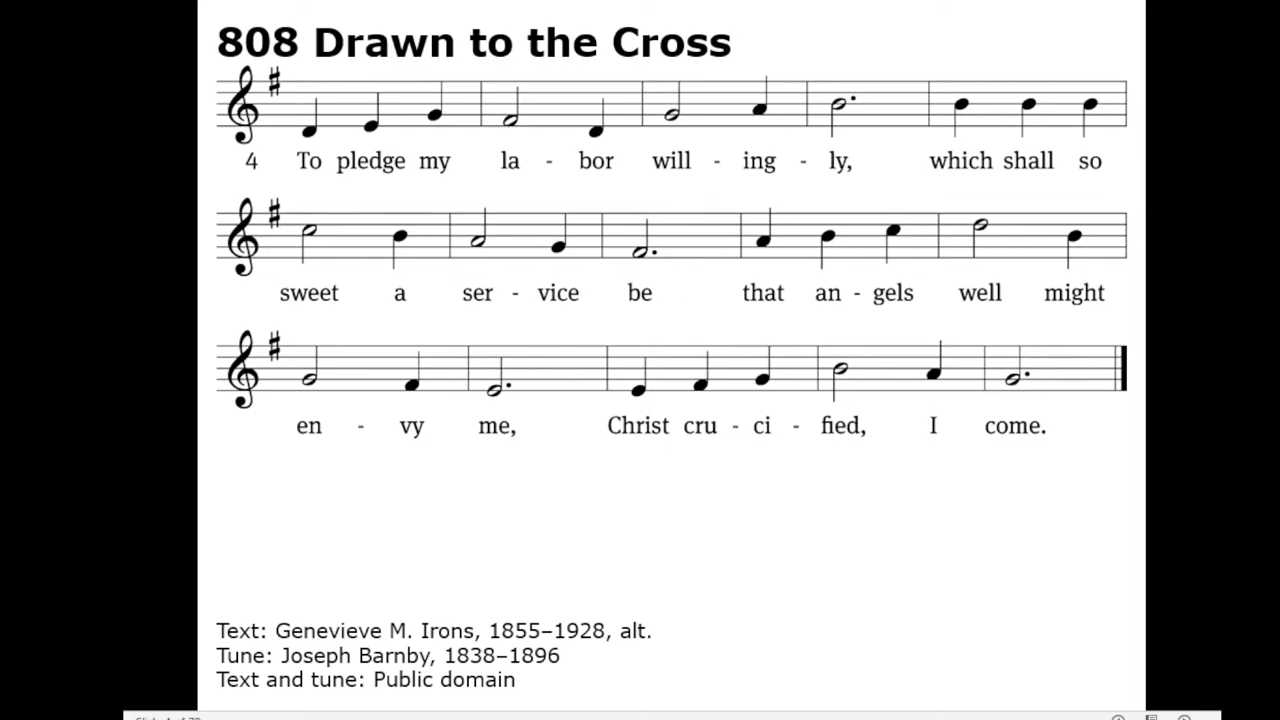 808 Drawn to the Cross
4 To pledge my la - bor will - ing - ly, which shall so
sweet a ser - vice be that an - gels well might
en - vy me, Christ cru - ci - fied, I come.
Text: Genevieve M. Irons, 1855–1928, alt.
Tune: Joseph Barnby, 1838–1896
Text and tune: Public domain